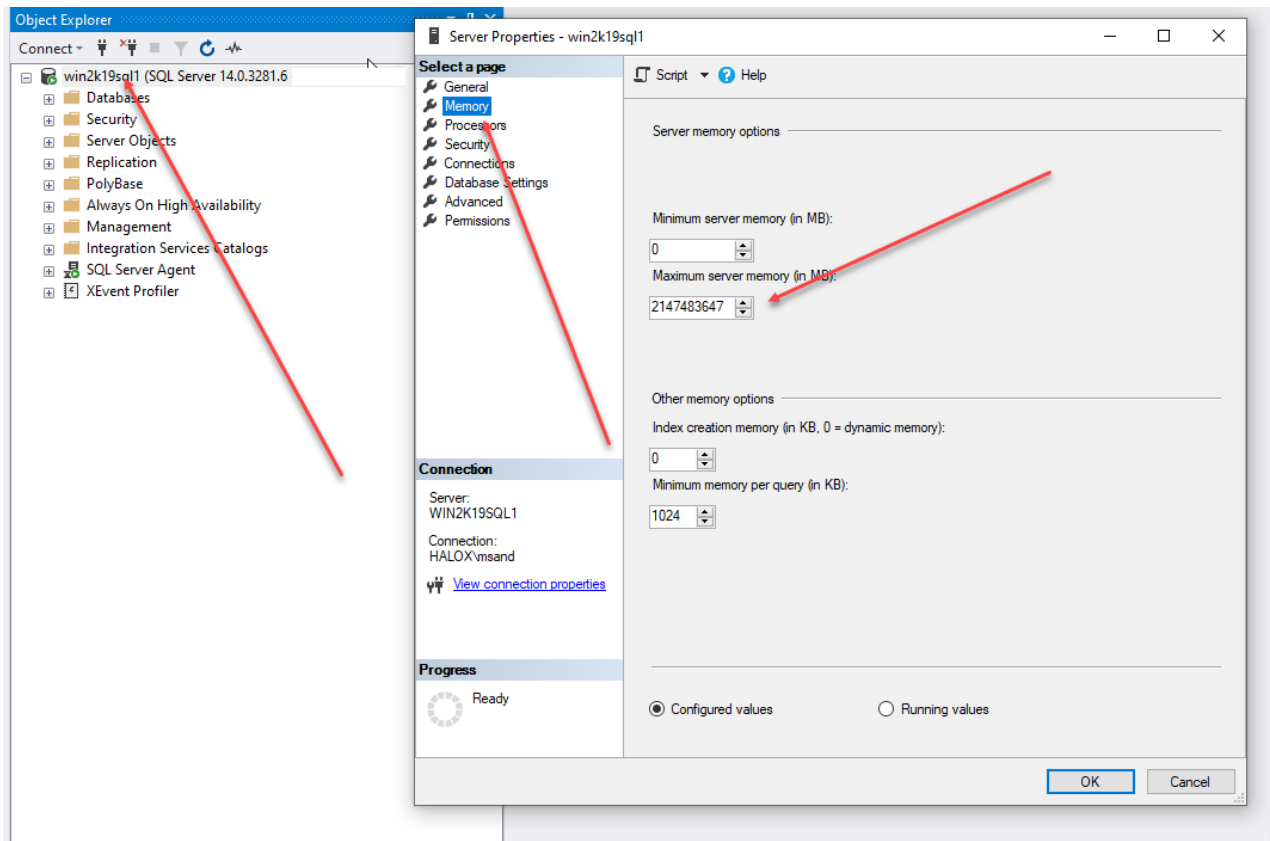 Object Explorer
Connect
win2k19sql1 (SQL Server 14.0.3281.6
Databases
Security
Server Objects
Replication
PolyBase
Always On High Availability
Management
Integration Services Catalogs
SQL Server Agent
XEvent Profiler
Server Properties - win2k19sql1
Select a page
General
Memory
Processors
Security
Connections
Database Settings
Advanced
Permissions
Connection
Server:
WIN2K19SQL1
Connection:
HALOX\msand
View connection properties
Progress
Ready
Script Help
Server memory options
Minimum server memory (in MB):
0
Maximum server memory (in MB):
2147483647
Other memory options
Index creation memory (in KB, 0 = dynamic memory):
0
Minimum memory per query (in KB):
1024
Configured values Running values
OK Cancel